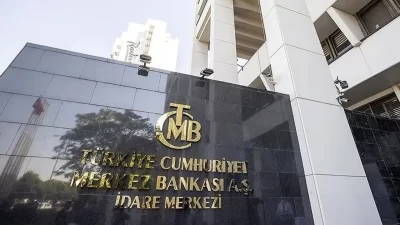 TCMB
TÜRKİYE CUMHURİYET
MERKEZ BANKASI A.Ş.
İDARE MERKEZİ